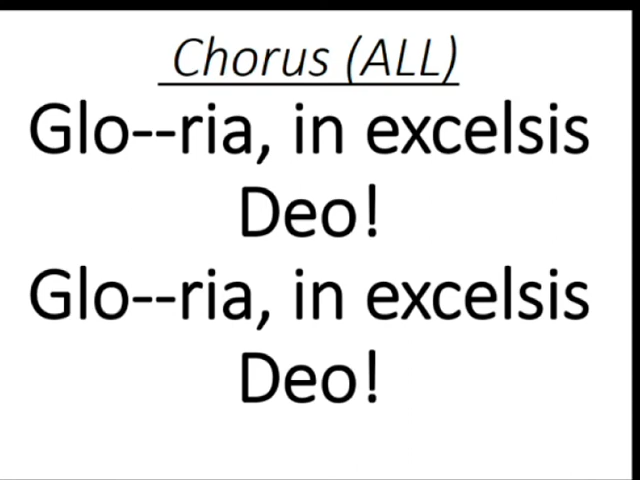 Chorus (ALL)
Glo--ria, in excelsis
Deo!
Glo--ria, in excelsis
Deo!